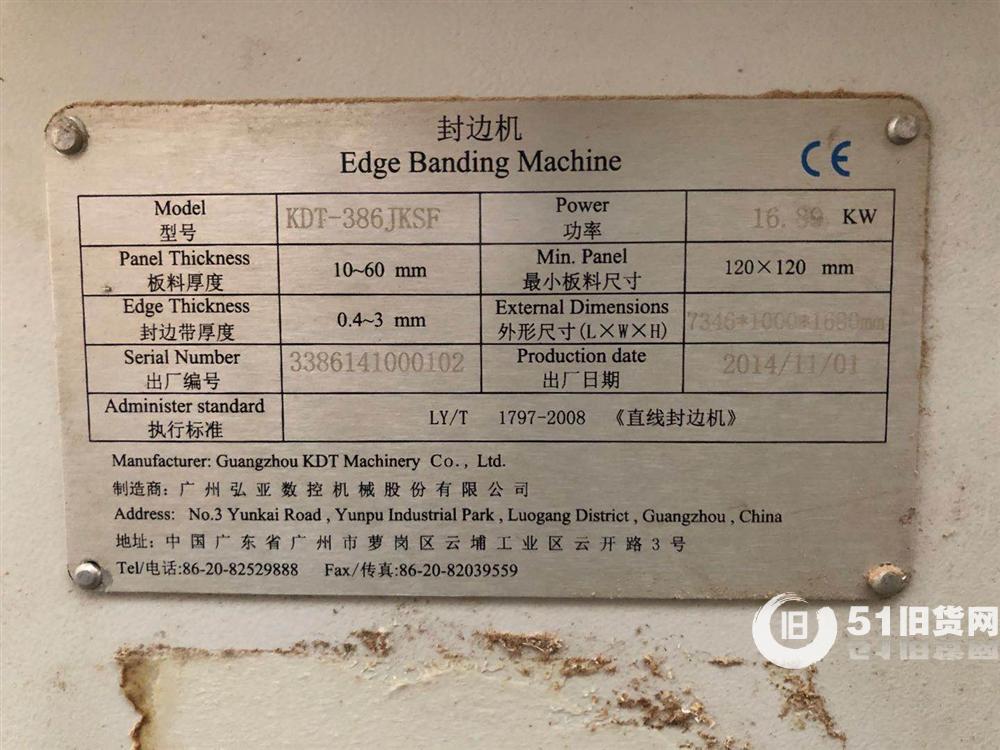 封边机
Edge Banding Machine
CE
Model
型号
KDT-386JKSF
Power
功率
16.89 KW
Panel Thickness
板料厚度
10~60 mm
Min. Panel
最小板料尺寸
120×120 mm
Edge Thickness
封边带厚度
0.4~3 mm
External Dimensions
外形尺寸(L×W×H)
7346*1000*1680mm
Serial Number
出厂编号
3386141000102
Production date
出厂日期
2014/11/01
Administer standard
执行标准
LY/T 1797-2008 《直线封边机》
Manufacturer: Guangzhou KDT Machinery Co., Ltd.
制造商：广州弘亚数控机械股份有限公司
Address: No.3 Yunkai Road , Yunpu Industrial Park , Luogang District , Guangzhou , China
地址：中国广东省广州市萝岗区云埔工业区云开路3号
Tel/电话:86-20-82529888 Fax/传真:86-20-82039559
旧 51旧货网